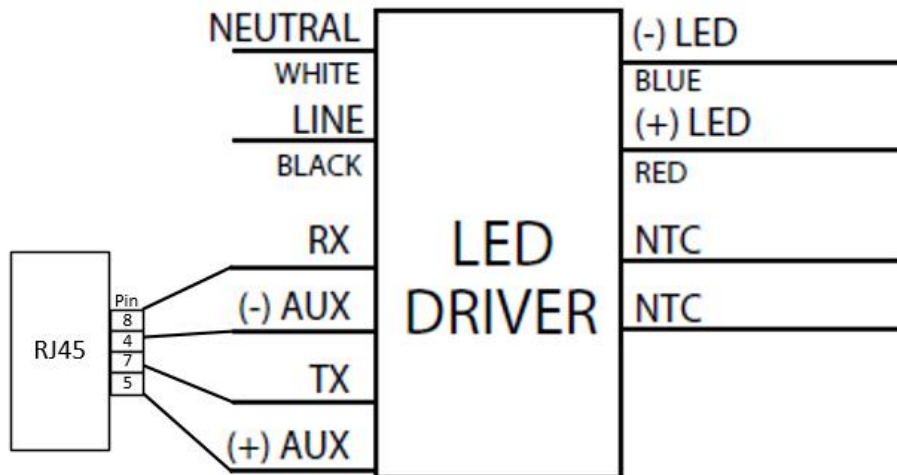 NEUTRAL
WHITE
LINE
BLACK
RX
(-) AUX
TX
(+) AUX
RJ45
Pin
8
4
7
5
LED
DRIVER
(-) LED
BLUE
(+) LED
RED
NTC
NTC